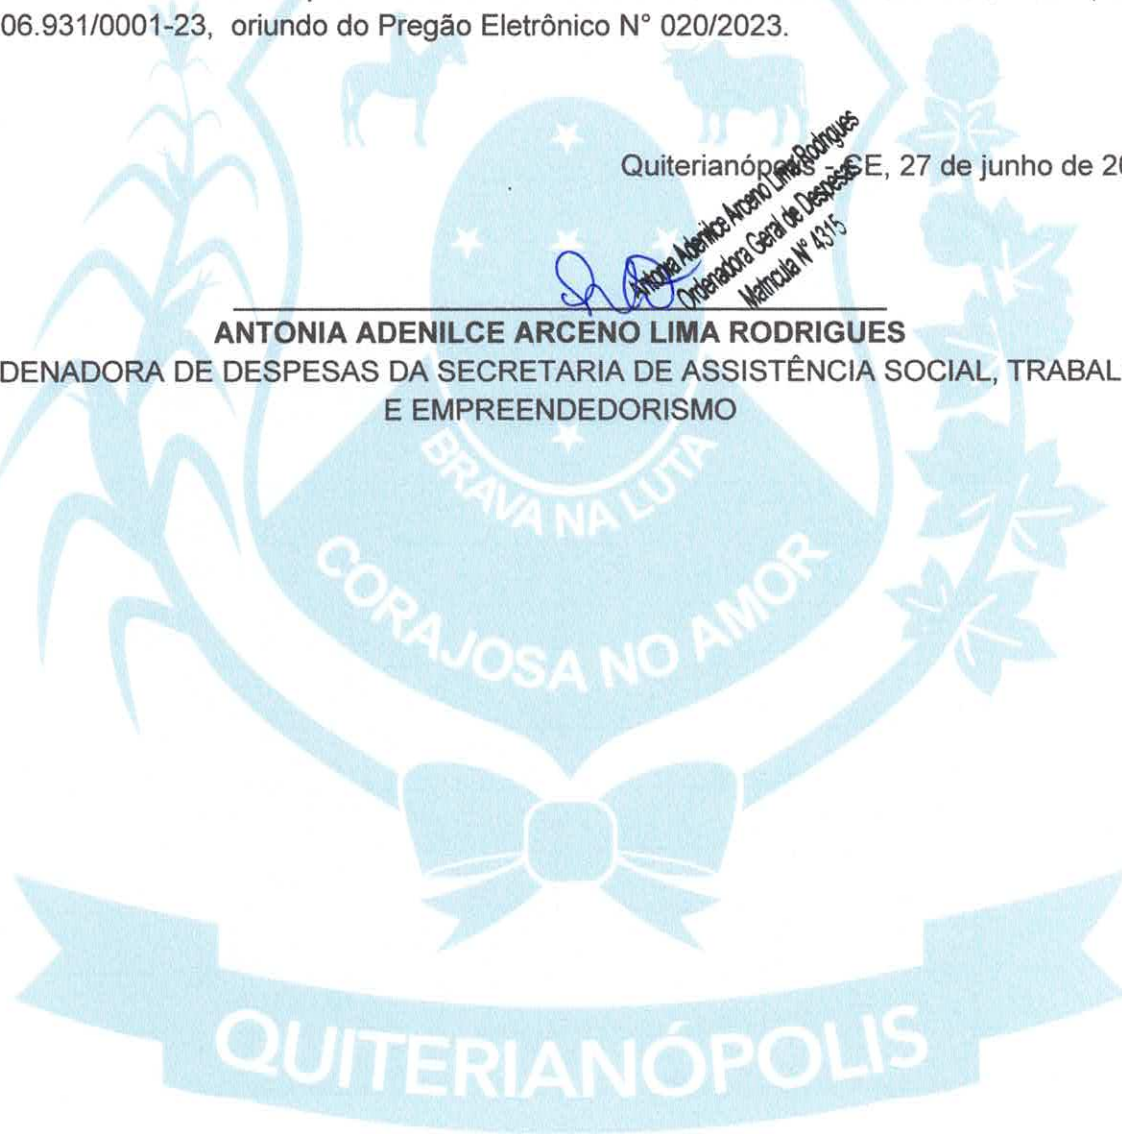 06.931/0001-23, oriundo do Pregão Eletrônico N° 020/2023.
Quiterianópolis - CE, 27 de junho de 20
Antonia Adenilce Arceno Lima Rodrigues
Ordenadora Geral de Despesas
Matricula N° 4315
ANTONIA ADENILCE ARCENO LIMA RODRIGUES
DENADORA DE DESPESAS DA SECRETARIA DE ASSISTÊNCIA SOCIAL, TRABAL
E EMPREENDEDORISMO
BRAVA NA LUTA
CORAJOSA NO AMOR
QUITERIANÓPOLIS